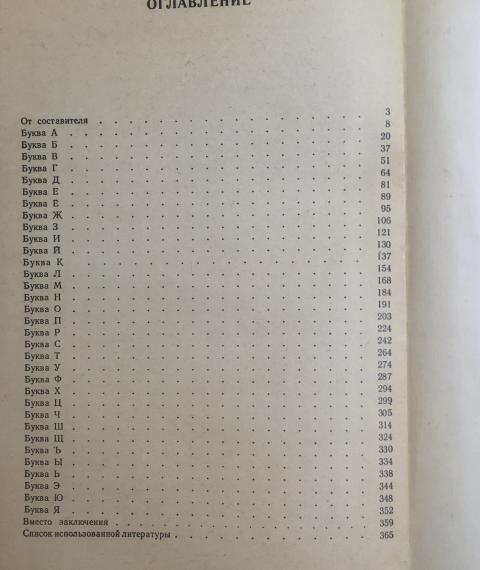 ОГЛАВЛЕНИЕ
От составителя . . . . . . . . . . . . 3
Буква А . . . . . . . . . . . . . . 8
Буква Б . . . . . . . . . . . . . . 20
Буква В . . . . . . . . . . . . . . 37
Буква Г . . . . . . . . . . . . . . 51
Буква Д . . . . . . . . . . . . . . 64
Буква Е . . . . . . . . . . . . . . 81
Буква Ё . . . . . . . . . . . . . . 89
Буква Ж . . . . . . . . . . . . . . 95
Буква З . . . . . . . . . . . . . . 106
Буква И . . . . . . . . . . . . . . 121
Буква Й . . . . . . . . . . . . . . 130
Буква К . . . . . . . . . . . . . . 137
Буква Л . . . . . . . . . . . . . . 154
Буква М . . . . . . . . . . . . . . 168
Буква Н . . . . . . . . . . . . . . 184
Буква О . . . . . . . . . . . . . . 191
Буква П . . . . . . . . . . . . . . 203
Буква Р . . . . . . . . . . . . . . 224
Буква С . . . . . . . . . . . . . . 242
Буква Т . . . . . . . . . . . . . . 264
Буква У . . . . . . . . . . . . . . 274
Буква Ф . . . . . . . . . . . . . . 287
Буква Х . . . . . . . . . . . . . . 294
Буква Ц . . . . . . . . . . . . . . 299
Буква Ч . . . . . . . . . . . . . . 305
Буква Ш . . . . . . . . . . . . . . 314
Буква Щ . . . . . . . . . . . . . . 324
Буква Ъ . . . . . . . . . . . . . . 330
Буква Ы . . . . . . . . . . . . . . 334
Буква Ь . . . . . . . . . . . . . . 338
Буква Э . . . . . . . . . . . . . . 344
Буква Ю . . . . . . . . . . . . . . 348
Буква Я . . . . . . . . . . . . . . 352
Вместо заключения . . . . . . . . . . . . 359
Список использованной литературы . . . . . . . . . 365